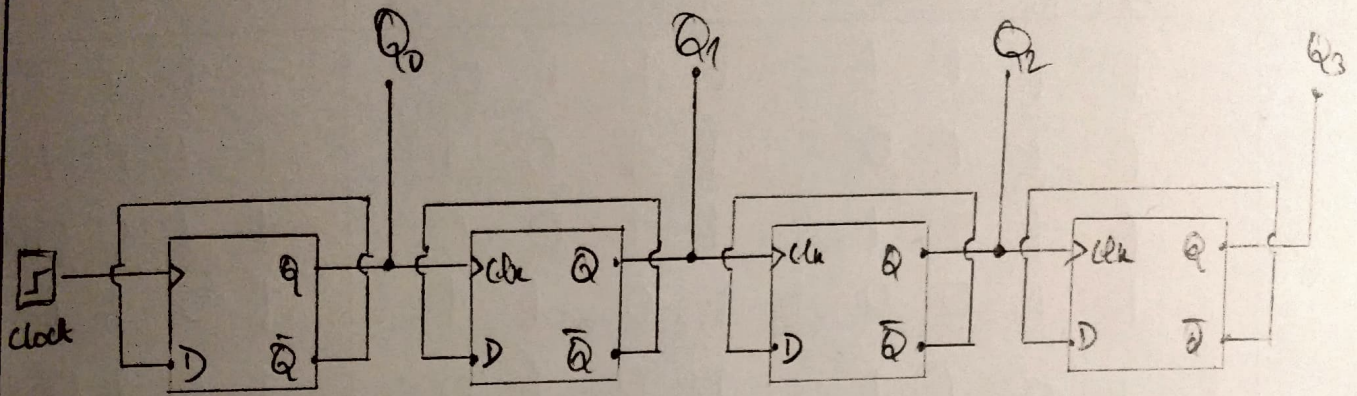 Q0 Q1 Q2 Q3
Q Clk Q Clk Q Clk Q
Clock
D Q̅ D Q̅ D Q̅ D Q̅